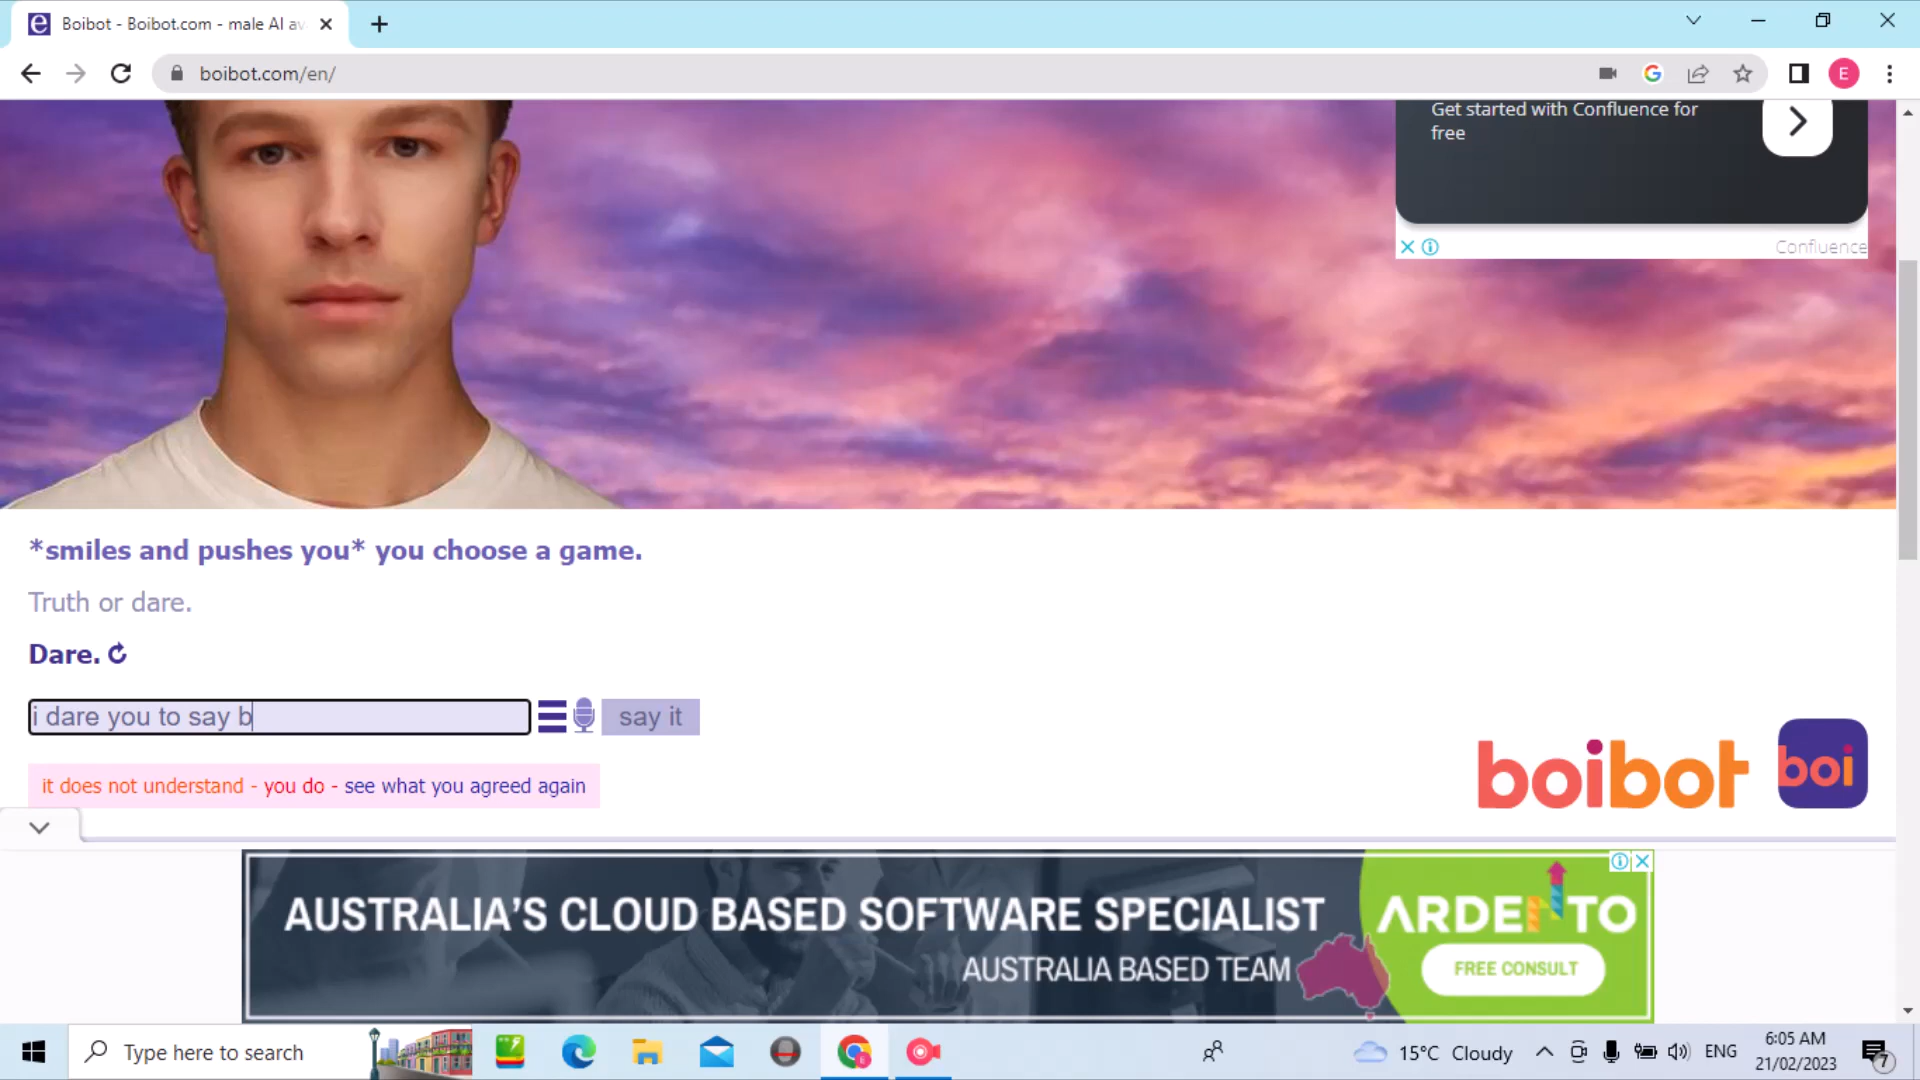 Boibot - Boibot.com - male AI av
boibot.com/en/
E
Get started with Confluence for
free
Confluence
*smiles and pushes you* you choose a game.
Truth or dare.
Dare.
i dare you to say b
say it
it does not understand - you do - see what you agreed again
boibot
boi
AUSTRALIA'S CLOUD BASED SOFTWARE SPECIALIST
AUSTRALIA BASED TEAM
ARDENTO
FREE CONSULT
Type here to search
15°C Cloudy
ENG
6:05 AM
21/02/2023
7